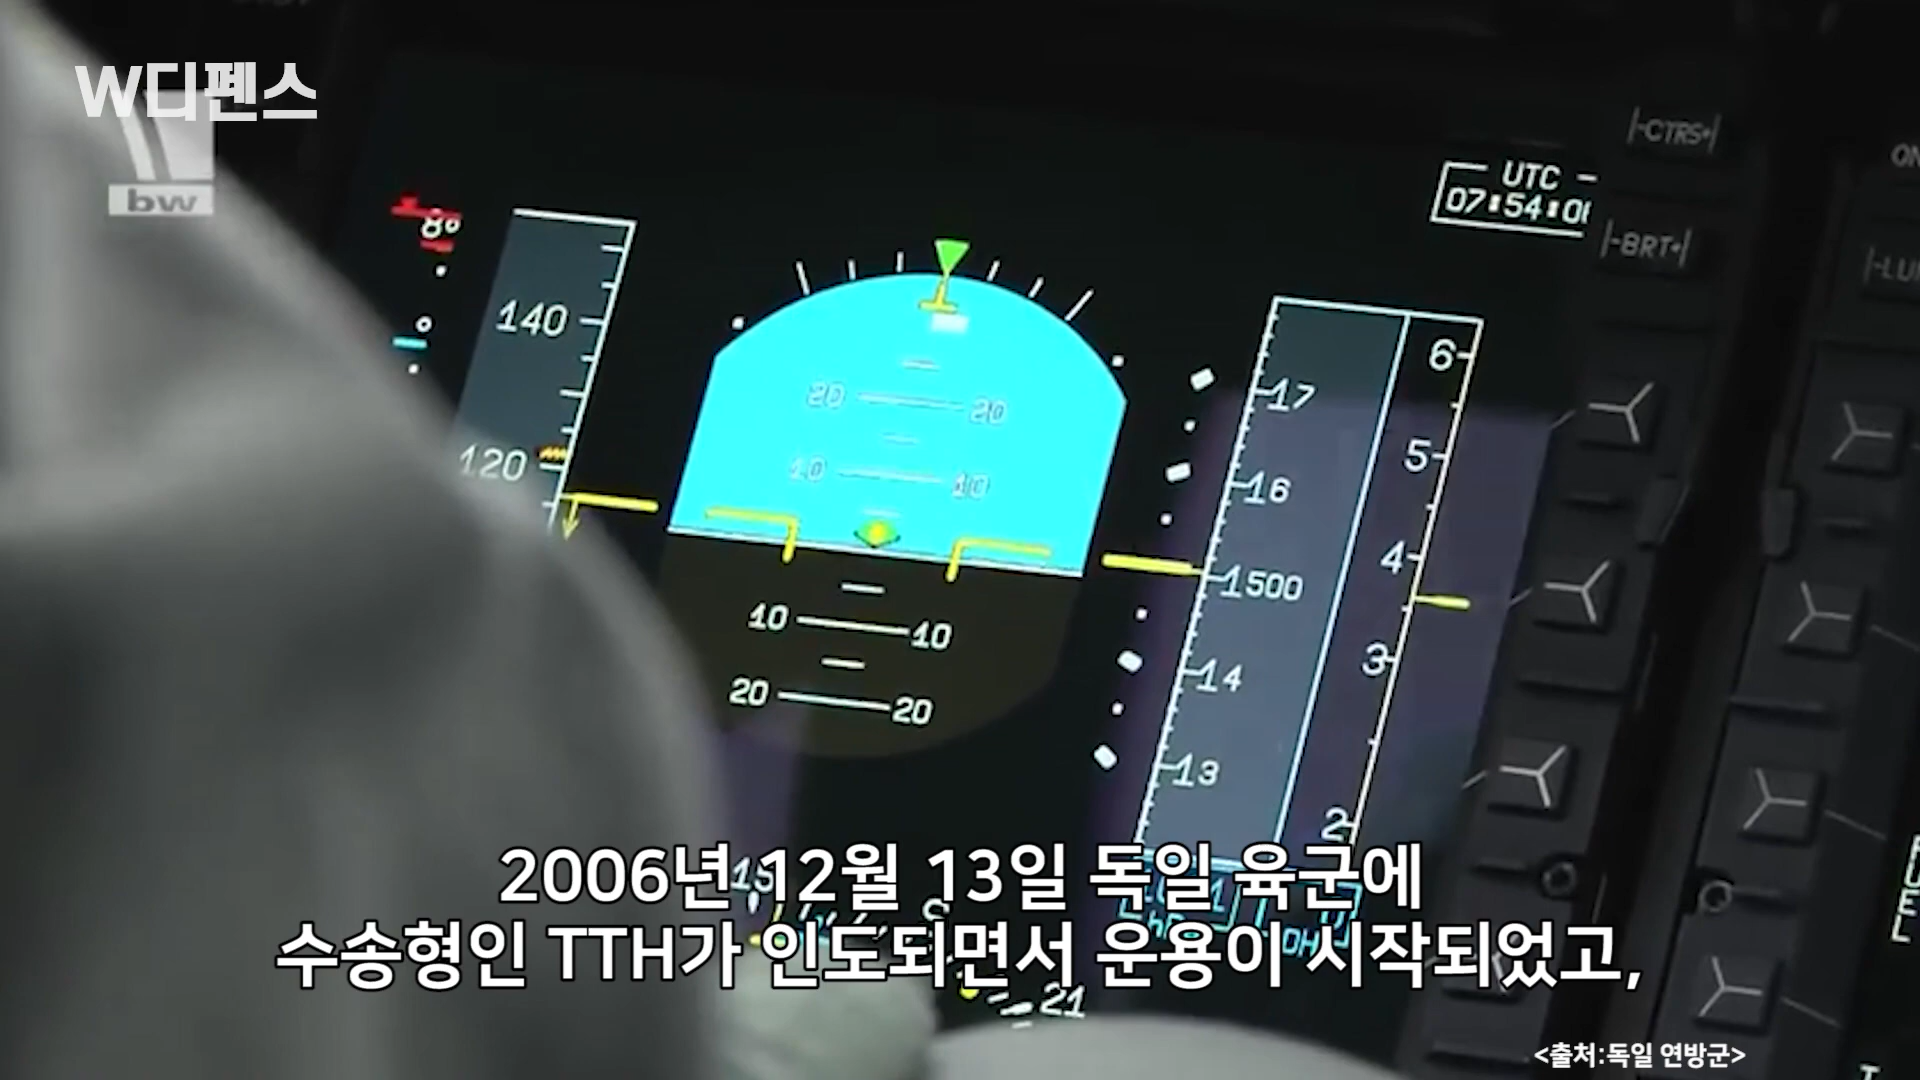 W디펜스
bw
-CTRS+
UTC
-BRT+
140
120
20 20
10 10
10 10
20 20
17
16
1500
14
13
6
5
4
3
2
2006년 12월 13일 독일 육군에
수송형인 TTH가 인도되면서 운용이 시작되었고,
21
<출처:독일 연방군>